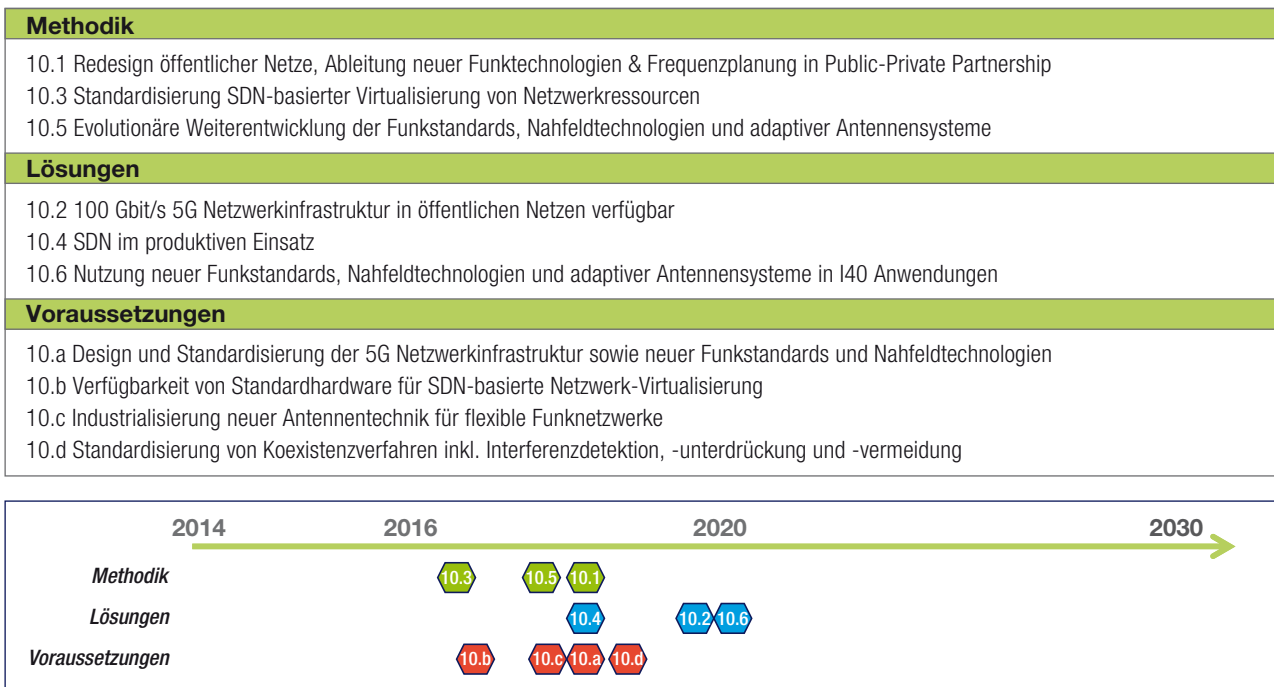 Methodik
10.1 Redesign öffentlicher Netze, Ableitung neuer Funktechnologien & Frequenzplanung in Public-Private Partnership
10.3 Standardisierung SDN-basierter Virtualisierung von Netzwerkressourcen
10.5 Evolutionäre Weiterentwicklung der Funkstandards, Nahfeldtechnologien und adaptiver Antennensysteme
Lösungen
10.2 100 Gbit/s 5G Netzwerkinfrastruktur in öffentlichen Netzen verfügbar
10.4 SDN im produktiven Einsatz
10.6 Nutzung neuer Funkstandards, Nahfeldtechnologien und adaptiver Antennensysteme in I40 Anwendungen
Voraussetzungen
10.a Design und Standardisierung der 5G Netzwerkinfrastruktur sowie neuer Funkstandards und Nahfeldtechnologien
10.b Verfügbarkeit von Standardhardware für SDN-basierte Netzwerk-Virtualisierung
10.c Industrialisierung neuer Antennentechnik für flexible Funknetzwerke
10.d Standardisierung von Koexistenzverfahren inkl. Interferenzdetektion, -unterdrückung und -vermeidung
2014 2016 2020 2030
Methodik 10.3 10.5 10.1
Lösungen 10.4 10.2 10.6
Voraussetzungen 10.b 10.c 10.a 10.d